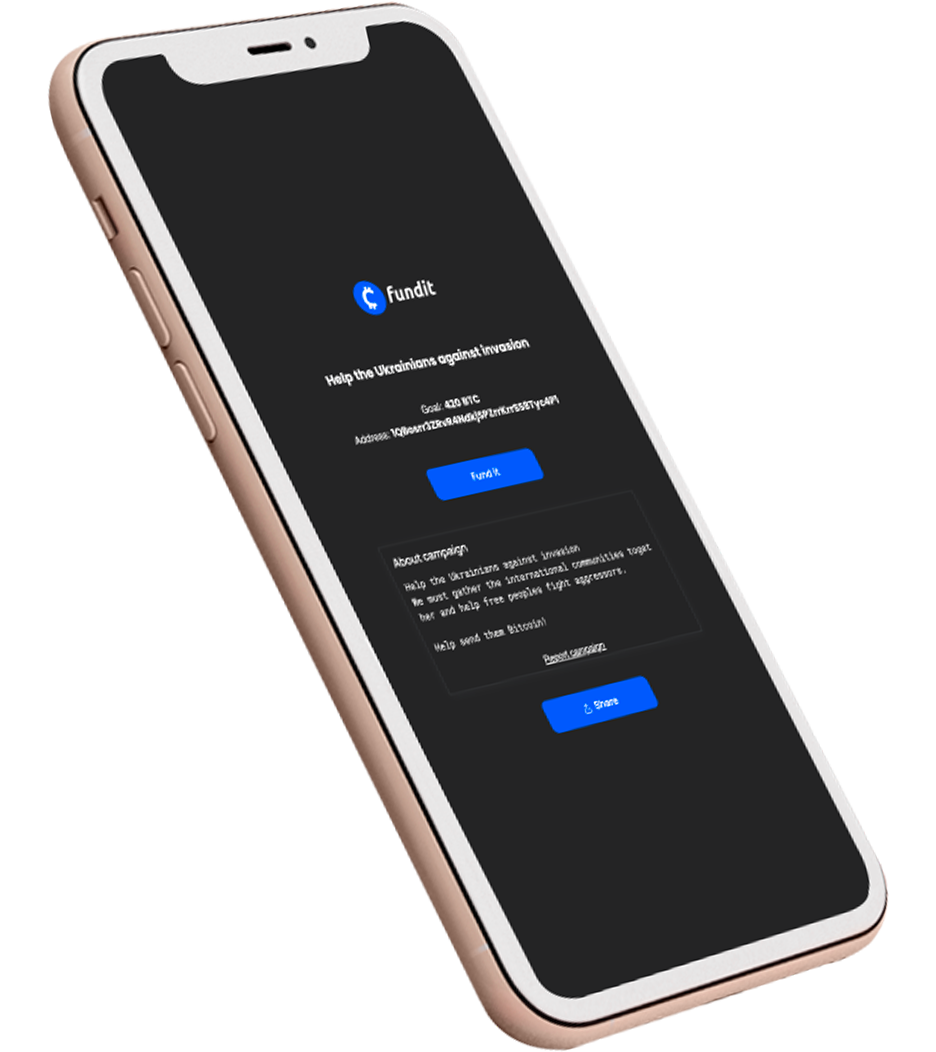 fundit
Help the Ukrainians against invasion
Goal: 420 BTC
Address:
Fund it
About campaign
Help the Ukrainians against invasion
We must gather the international communities toget
her and help free peoples fight aggressors.
Help send them Bitcoin!
Report campaign
Share